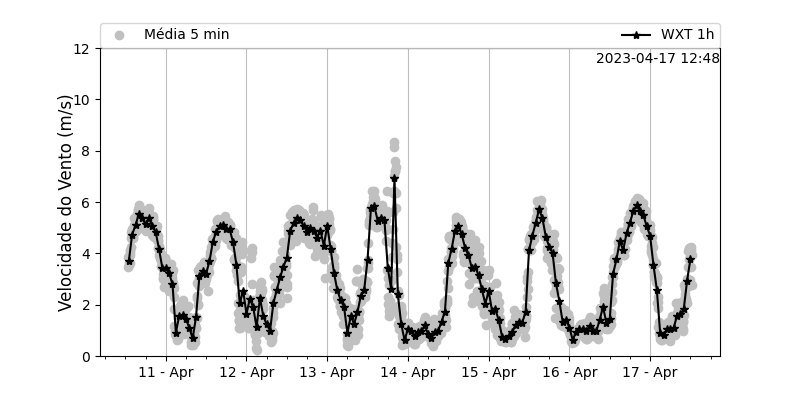 Média 5 min
WXT 1h
2023-04-17 12:48
Velocidade do Vento (m/s)
12
10
8
6
4
2
0
11 - Apr
12 - Apr
13 - Apr
14 - Apr
15 - Apr
16 - Apr
17 - Apr